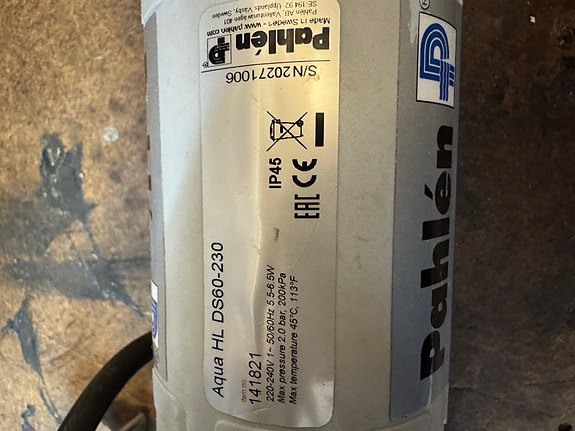 Pahlén
Made in Sweden - www.pahlen.com
Pahlén AB, Vallentunavägen 401
SE-194 92 Upplands Väsby, Sweden
S/N 20271006
IP45
EAC CE
Aqua HL DS60-230
Item no
141821
220-240V 1~ 50/60Hz 5.5-6.5W
Max pressure 2.0 bar, 200kPa
Max temperature 45°C, 113°F
Pahlén
®